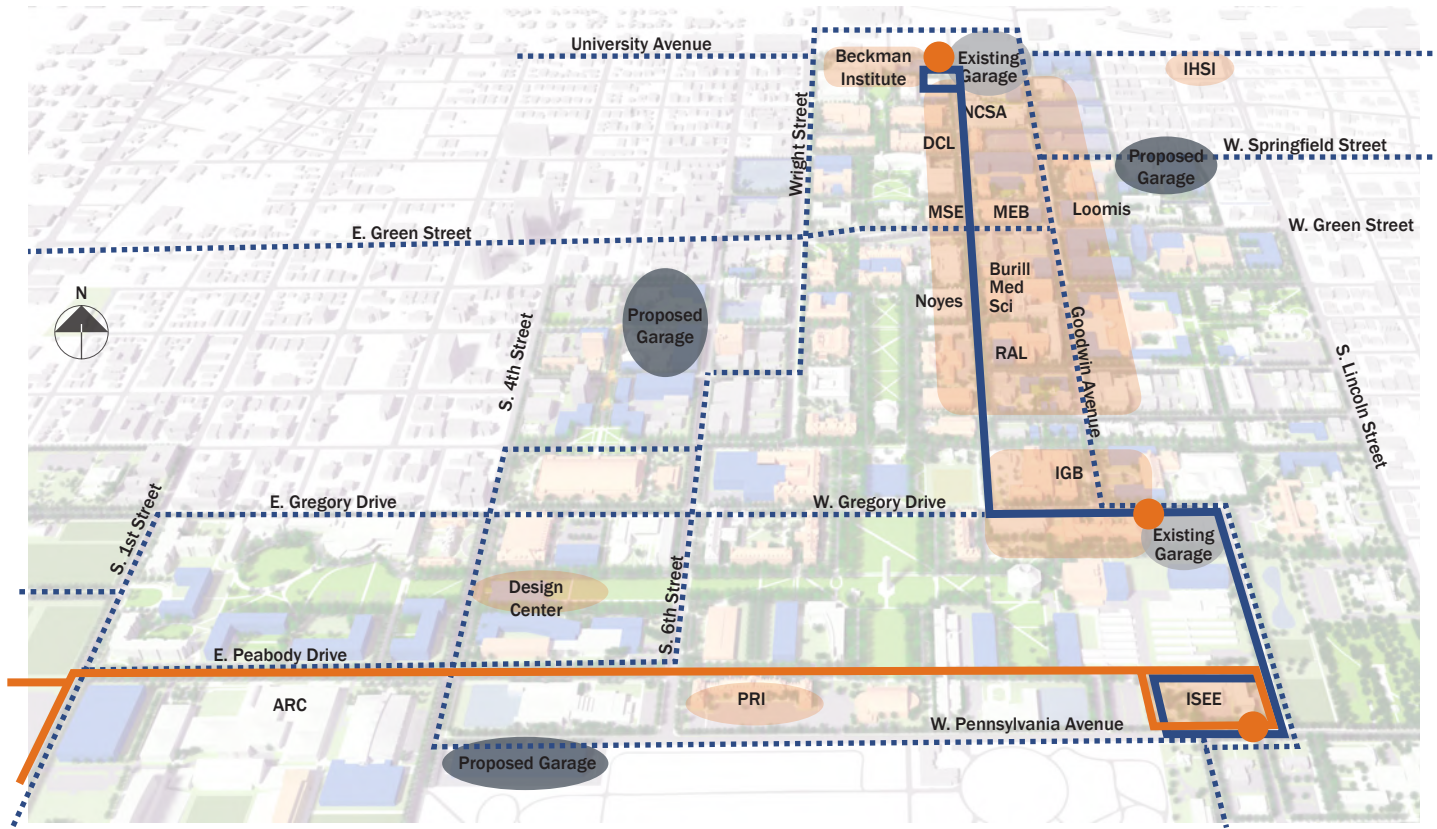 University Avenue
Beckman
Institute
Existing
Garage
IHSI
Wright Street
NCSA
DCL
Proposed
Garage
W. Springfield Street
MSE
MEB
Loomis
E. Green Street
W. Green Street
N
Burill
Med
Sci
Noyes
Proposed
Garage
S. 4th Street
Goodwin Avenue
RAL
S. Lincoln Street
IGB
E. Gregory Drive
W. Gregory Drive
S. 1st Street
Existing
Garage
Design
Center
S. 6th Street
E. Peabody Drive
ARC
PRI
ISEE
W. Pennsylvania Avenue
Proposed Garage